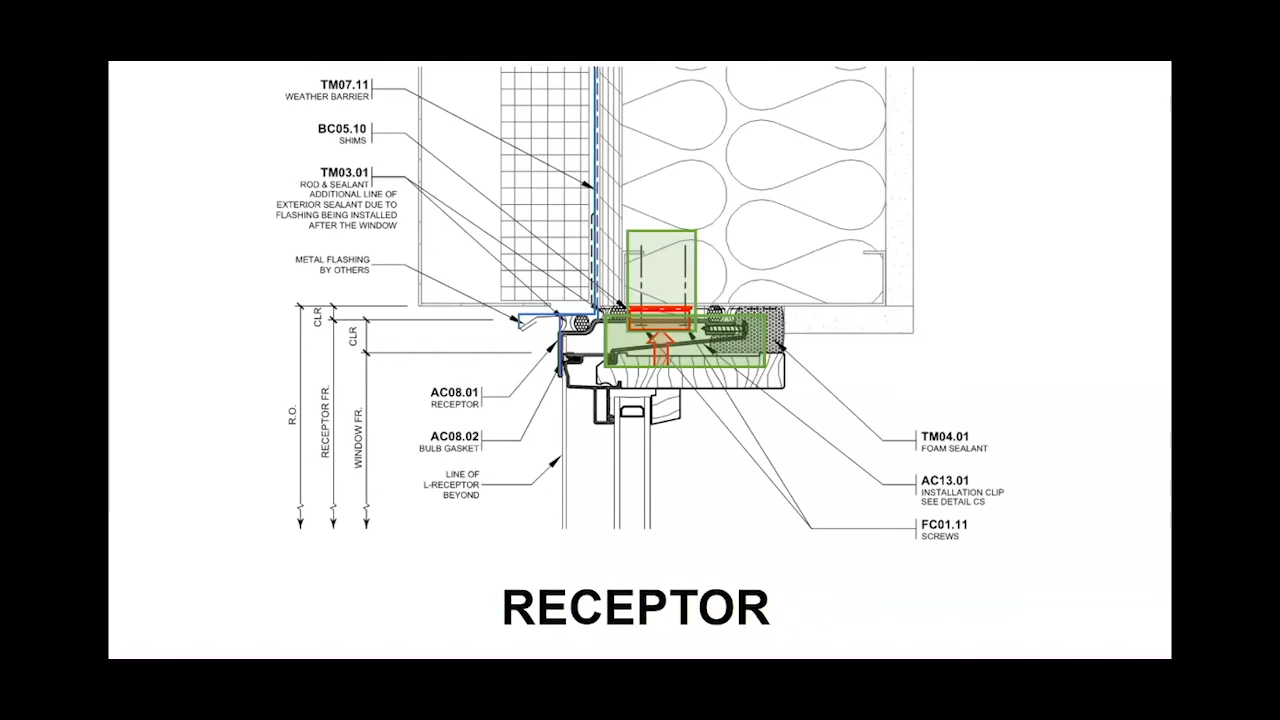 TM07.11
WEATHER BARRIER
BC05.10
SHIMS
TM03.01
ROD & SEALANT
ADDITIONAL LINE OF
EXTERIOR SEALANT DUE TO
FLASHING BEING INSTALLED
AFTER THE WINDOW
METAL FLASHING
BY OTHERS
CLR
CLR
R.O.
RECEPTOR FR.
WINDOW FR.
AC08.01
RECEPTOR
AC08.02
BULB GASKET
LINE OF
L-RECEPTOR
BEYOND
TM04.01
FOAM SEALANT
AC13.01
INSTALLATION CLIP
SEE DETAIL CS
FC01.11
SCREWS
RECEPTOR